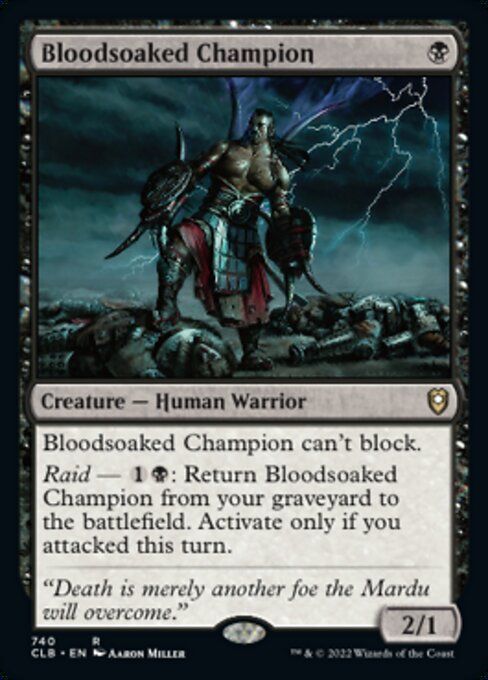 Bloodsoaked Champion
Creature — Human Warrior
Bloodsoaked Champion can't block.
Raid — 1: Return Bloodsoaked
Champion from your graveyard to
the battlefield. Activate only if you
attacked this turn.
“Death is merely another foe the Mardu
will overcome.”
2/1
740 R
CLB • EN Aaron Miller
™ & © 2022 Wizards of the Coast